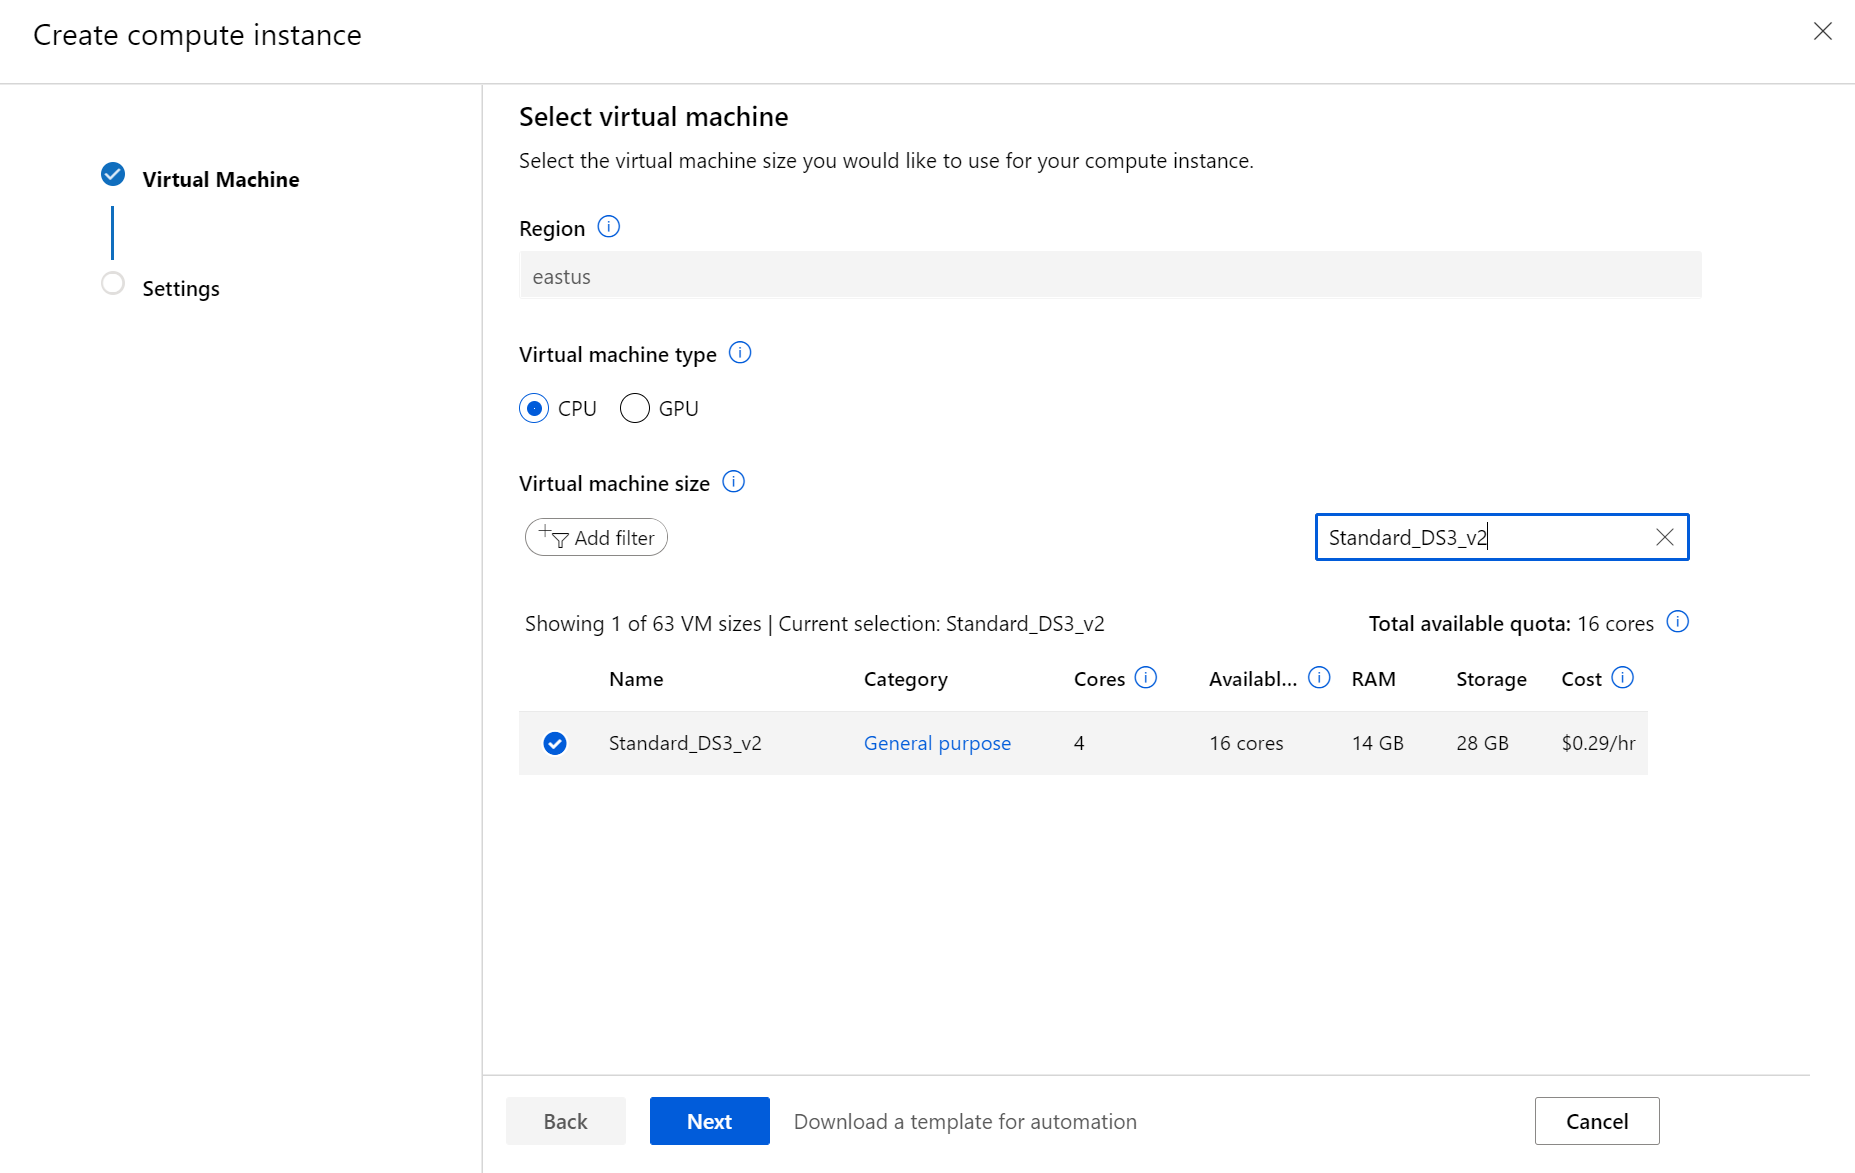 Create compute instance
Virtual Machine
Settings
Select virtual machine
Select the virtual machine size you would like to use for your compute instance.
Region
eastus
Virtual machine type
CPU GPU
Virtual machine size
Add filter Standard_DS3_v2
Showing 1 of 63 VM sizes | Current selection: Standard_DS3_v2 Total available quota: 16 cores
Name Category Cores Availabl... RAM Storage Cost
Standard_DS3_v2 General purpose 4 16 cores 14 GB 28 GB $0.29/hr
Back Next Download a template for automation Cancel